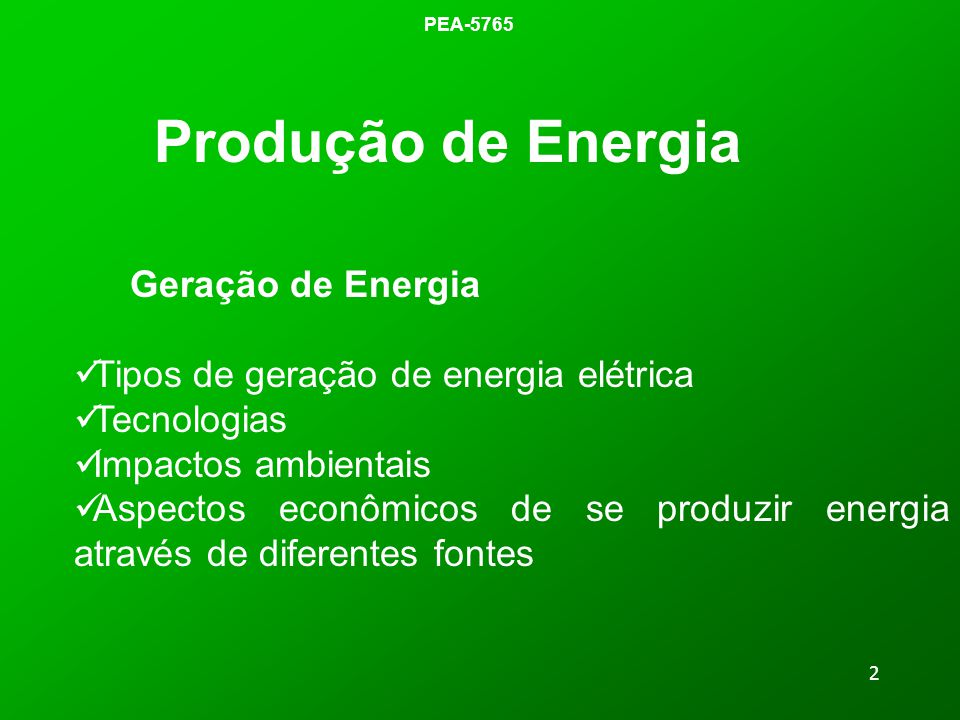 PEA-5765
Produção de Energia
Geração de Energia
✓Tipos de geração de energia elétrica
✓Tecnologias
✓Impactos ambientais
✓Aspectos econômicos de se produzir energia
através de diferentes fontes
2